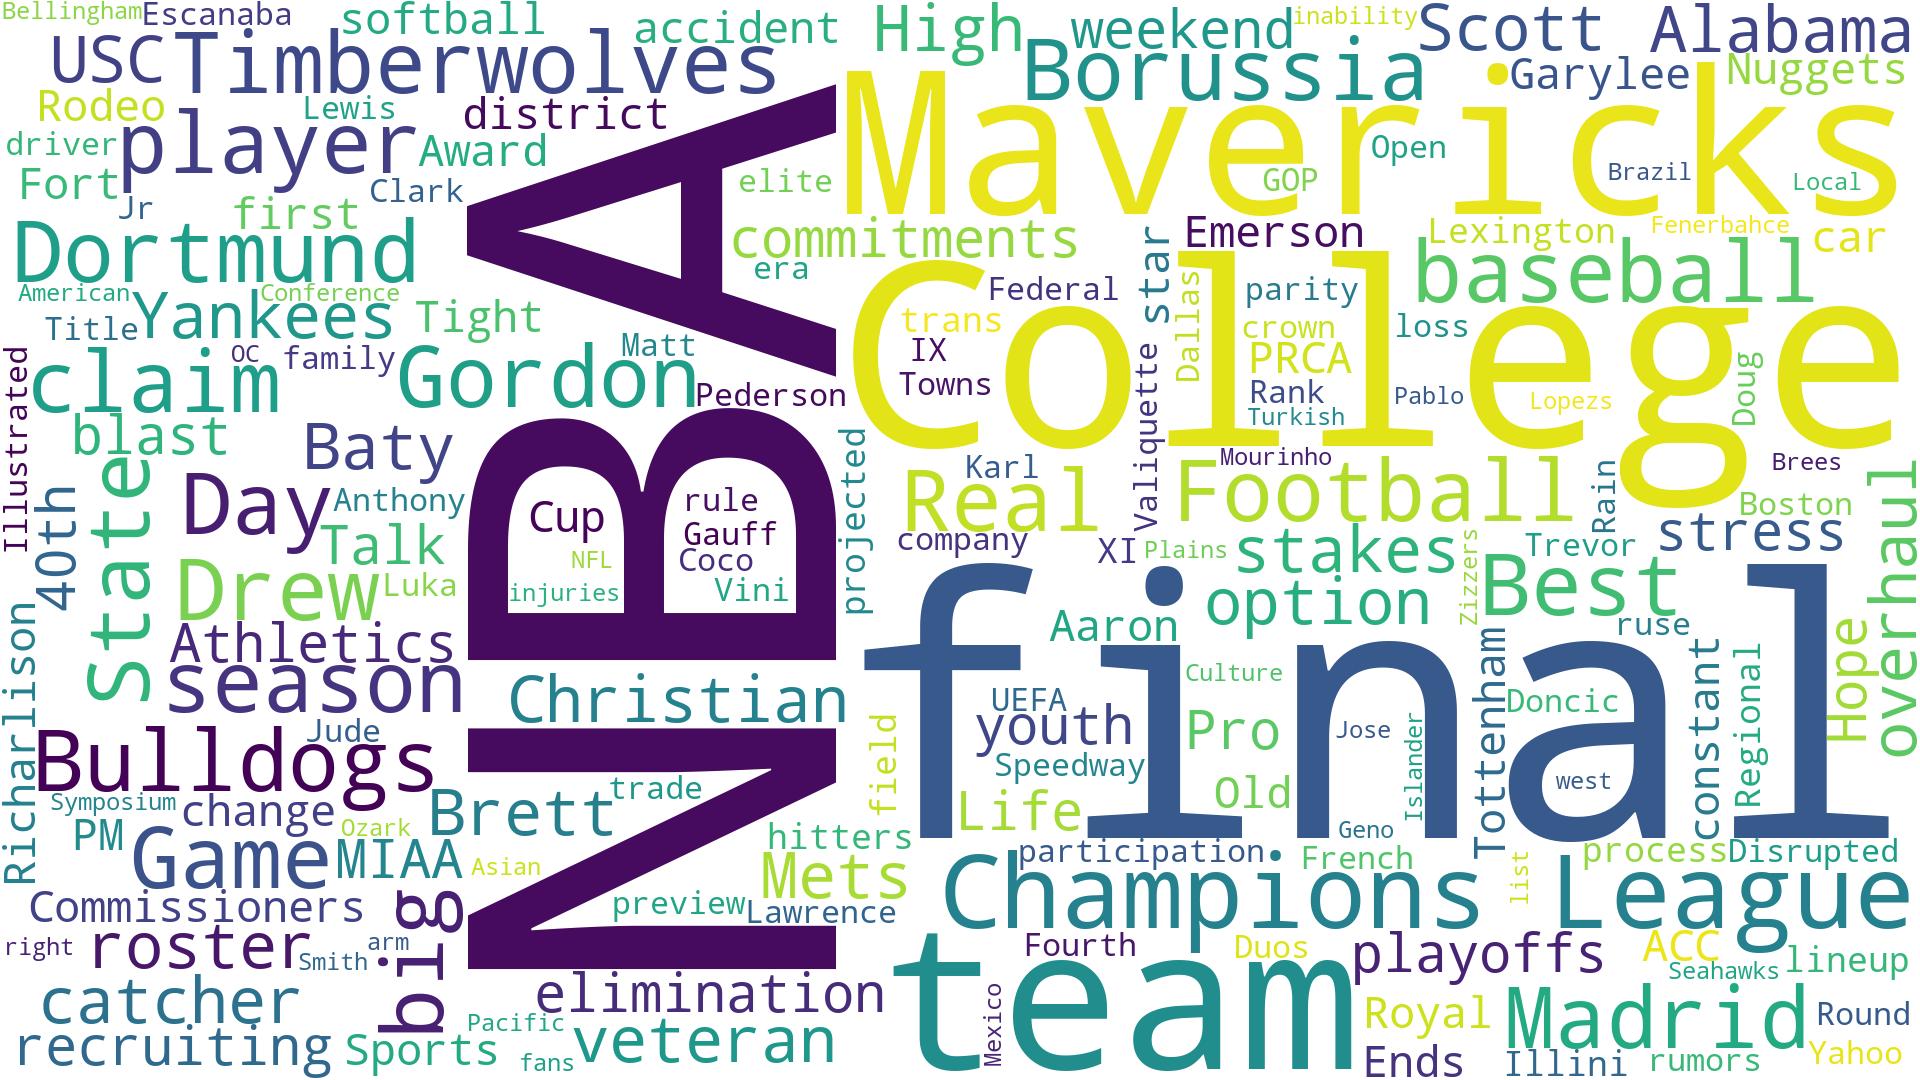 Bellingham
Escanaba
softball
accident
High
weekend
inability
Scott
Alabama
USC
Timberwolves
Borussia
Garylee
Nuggets
Rodeo
Lewis
district
Mavericks
driver
player
Award
Open
Fort
Clark
elite
GOP
Brazil
Local
Jr
first
commitments
Emerson
Lexington
Fenerbahce
car
Dortmund
era
star
baseball
American
Conference
Federal
Dallas
parity
Title
Yankees
Tight
trans
crown
loss
College
OC
family
Matt
IX
PRCA
Illustrated
claim
Gordon
Pederson
Towns
Rank
Pablo
Lopezs
Doug
Turkish
blast
Baty
NBA
projected
Karl
Valiquette
Mourinho
Brees
State
Day
Anthony
Cup
rule
Real
Football
Rain
Boston
overhaul
40th
Talk
Gauff
company
XI
Plains
stakes
Zizzers
Trevor
stress
Drew
Luka
NFL
Coco
injuries
Vini
option
Best
Richarlison
Athletics
Aaron
final
ruse
season
Christian
Culture
UEFA
Tottenham
Doncic
constant
Regional
Hope
Bulldogs
Jude
field
youth
Pro
Jose
Islander
Speedway
west
Symposium
change
trade
Life
Old
PM
Ozark
Brett
hitters
Geno
Game
MIAA
Asian
Mets
participation
French
list
process
Disrupted
Commissioners
big
preview
Lawrence
Champions
League
right
roster
arm
Smith
team
Fourth
Duos
playoffs
ACC
Seahawks
lineup
catcher
elimination
Mexico
Royal
Madrid
Round
recruiting
Sports
Pacific
fans
veteran
Ends
Illini
rumors
Yahoo